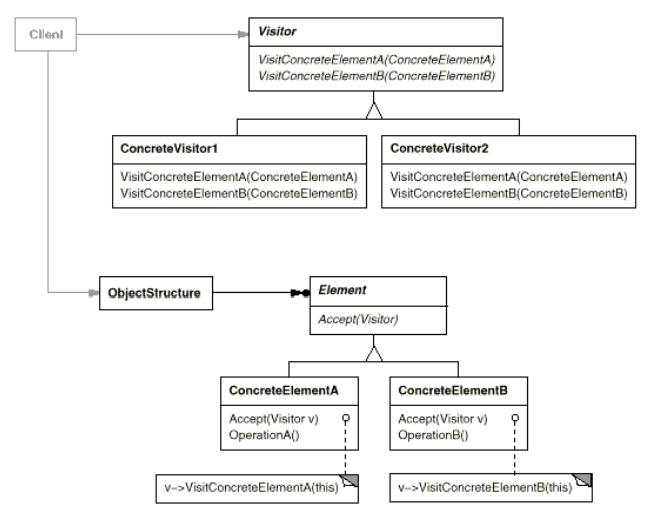 Client
Visitor
VisitConcreteElementA(ConcreteElementA)
VisitConcreteElementB(ConcreteElementB)
ConcreteVisitor1
VisitConcreteElementA(ConcreteElementA)
VisitConcreteElementB(ConcreteElementB)
ConcreteVisitor2
VisitConcreteElementA(ConcreteElementA)
VisitConcreteElementB(ConcreteElementB)
ObjectStructure
Element
Accept(Visitor)
ConcreteElementA
Accept(Visitor v)
OperationA()
ConcreteElementB
Accept(Visitor v)
OperationB()
v->VisitConcreteElementA(this)
v->VisitConcreteElementB(this)